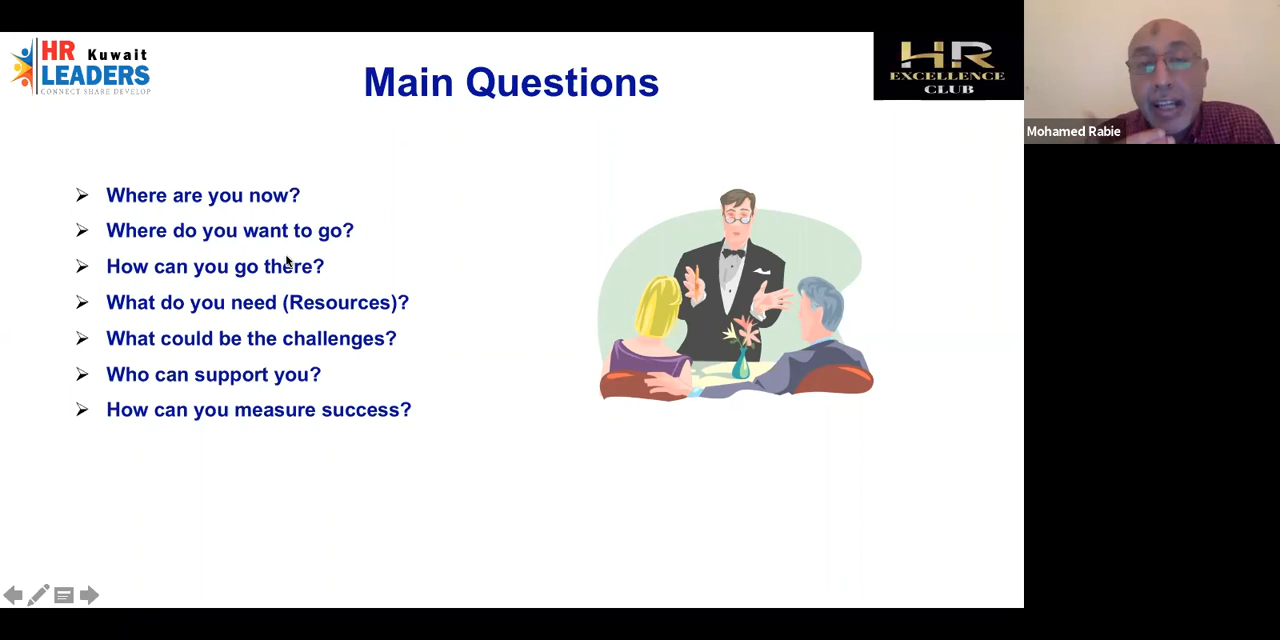 HR Kuwait
LEADERS
CONNECT SHARE DEVELOP
Main Questions
HR
EXCELLENCE
CLUB
Mohamed Rabie
Where are you now?
Where do you want to go?
How can you go there?
What do you need (Resources)?
What could be the challenges?
Who can support you?
How can you measure success?